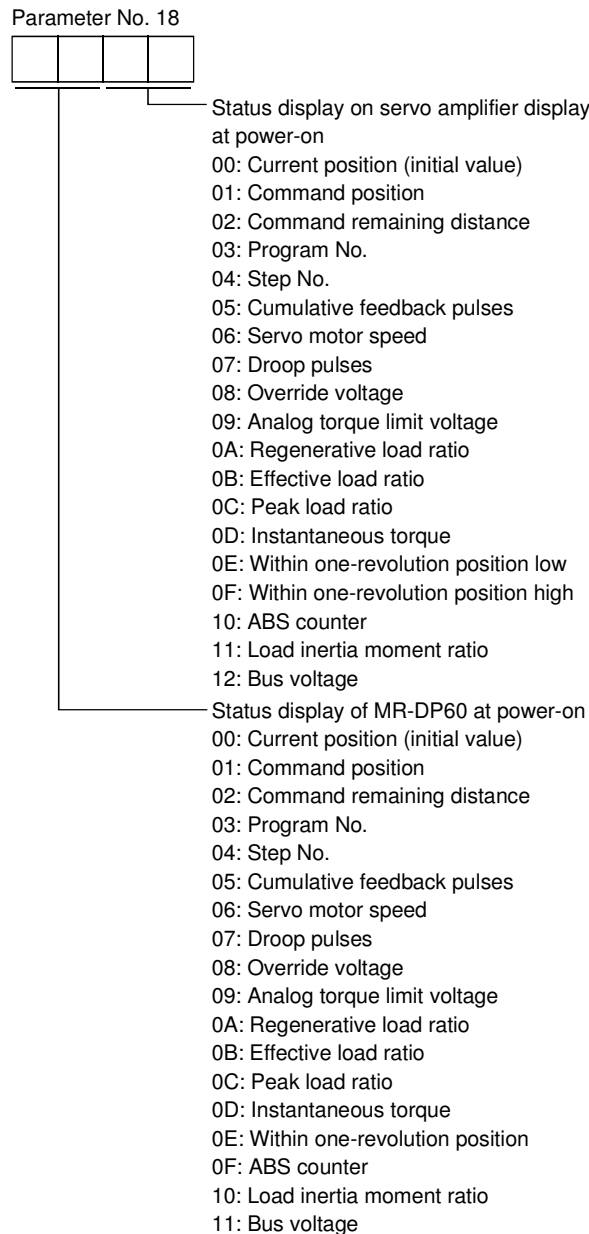 Parameter No. 18
Status display on servo amplifier display
at power-on
00: Current position (initial value)
01: Command position
02: Command remaining distance
03: Program No.
04: Step No.
05: Cumulative feedback pulses
06: Servo motor speed
07: Droop pulses
08: Override voltage
09: Analog torque limit voltage
0A: Regenerative load ratio
0B: Effective load ratio
0C: Peak load ratio
0D: Instantaneous torque
0E: Within one-revolution position low
0F: Within one-revolution position high
10: ABS counter
11: Load inertia moment ratio
12: Bus voltage
Status display of MR-DP60 at power-on
00: Current position (initial value)
01: Command position
02: Command remaining distance
03: Program No.
04: Step No.
05: Cumulative feedback pulses
06: Servo motor speed
07: Droop pulses
08: Override voltage
09: Analog torque limit voltage
0A: Regenerative load ratio
0B: Effective load ratio
0C: Peak load ratio
0D: Instantaneous torque
0E: Within one-revolution position
0F: ABS counter
10: Load inertia moment ratio
11: Bus voltage